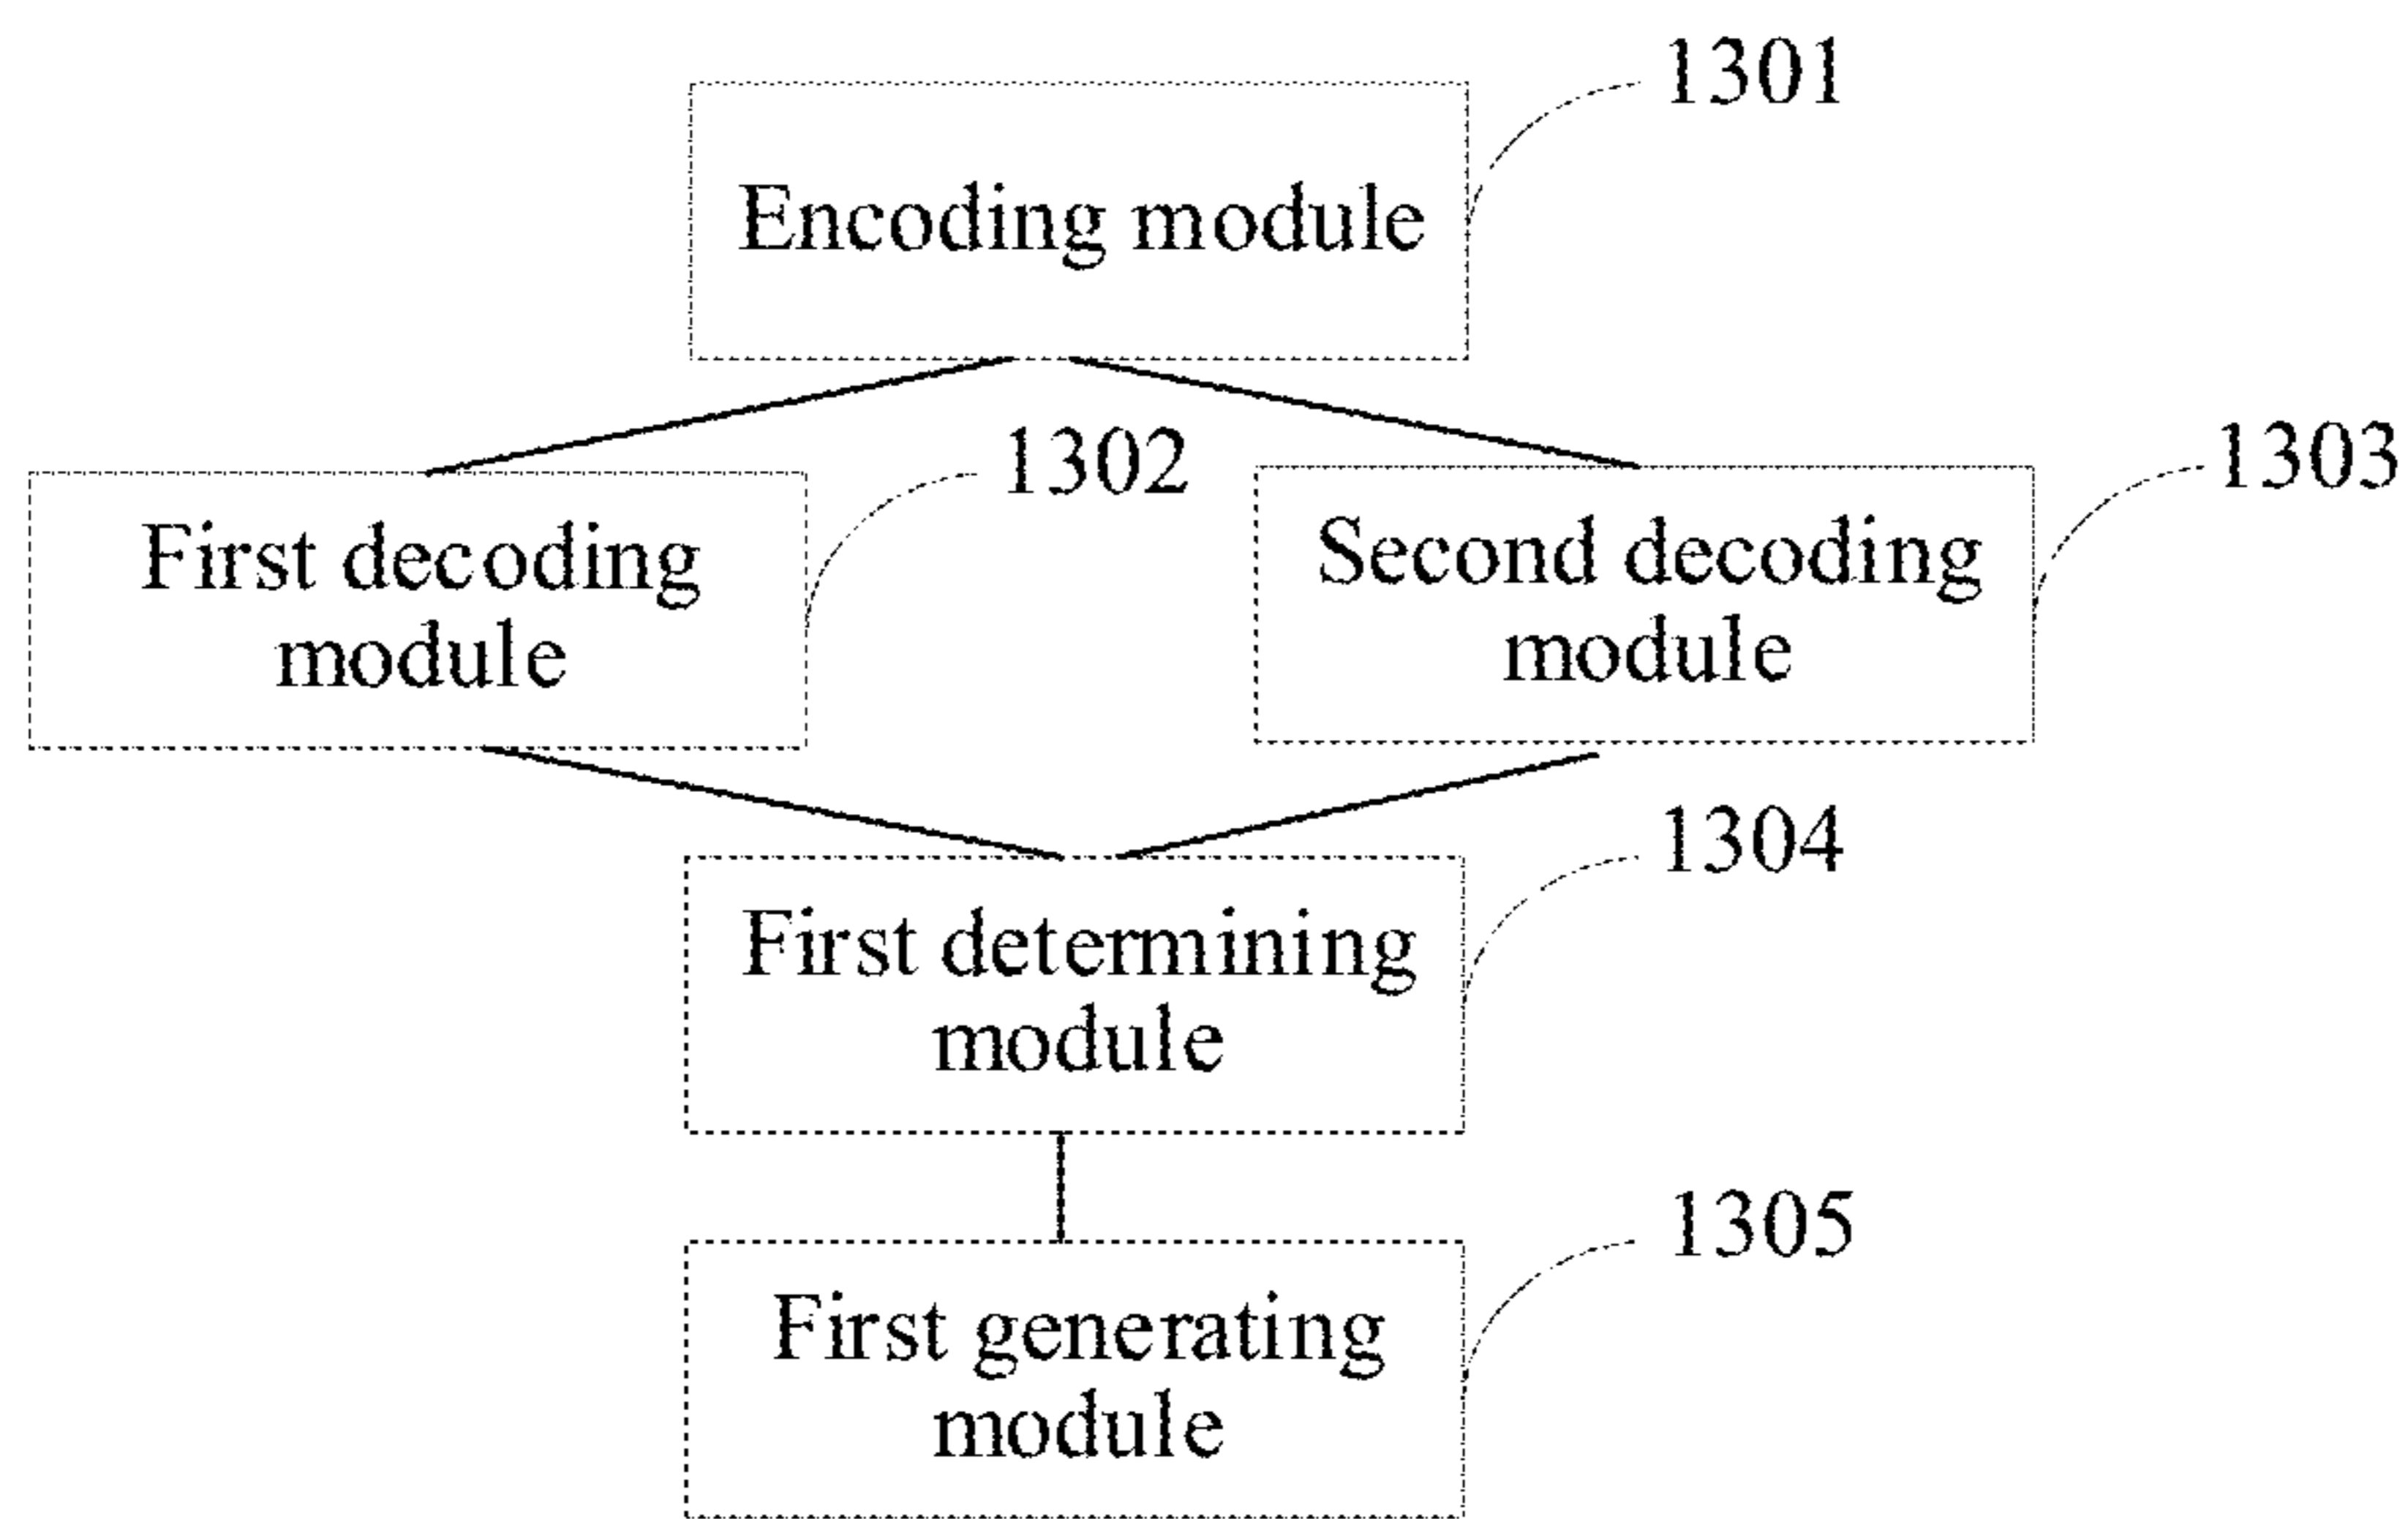 1301
Encoding module
1302
1303
First decoding
module
Second decoding
module
1304
First determining
module
1305
First generating
module